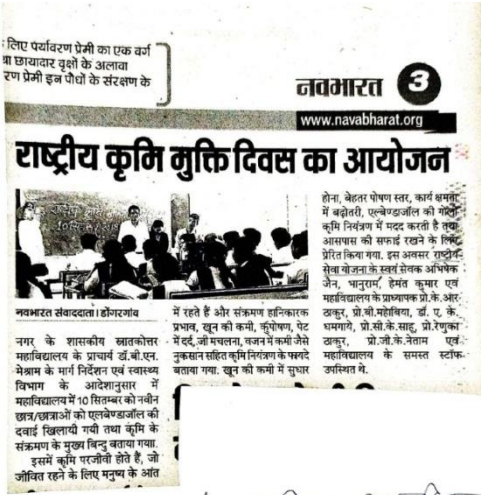 लिए पर्यावरण प्रेमी का एक वर्ग
था छायादार वृक्षों के अलावा
रण प्रेमी इन पौधों के संरक्षण के
नवभारत 3
www.navabharat.org
राष्ट्रीय कृमि मुक्ति दिवस का आयोजन
नवभारत संवाददाता। डोंगरगांव
नगर के शासकीय स्नातकोत्तर
महाविद्यालय के प्राचार्य डॉ.बी.एन.
मेश्राम के मार्ग निर्देशन एवं स्वास्थ्य
विभाग के आदेशानुसार में
महाविद्यालय में 10 सितम्बर को नवीन
छात्र/छात्राओं को एलबेण्डाजॉल की
दवाई खिलायी गयी तथा कृमि के
संक्रमण के मुख्य बिन्दु बताया गया।
इसमें कृमि परजीवी होते हैं, जो
जीवित रहने के लिए मनुष्य के आंत
में रहते हैं और संक्रमण हानिकारक
प्रभाव, खून की कमी, कुंपोषण, पेट
में दर्द, जी मचलना, वजन में कमी जैसे
नुकसान सहित कृमि नियंत्रण के फायदे
बताया गया. खून की कमी में सुधार
होना, बेहतर पोषण स्तर, कार्य क्षमता
में बढ़ोतरी, एल्बेण्डाजॉल की गोली
कृमि नियंत्रण में मदद करती है तथा
आसपास की सफाई रखने के लिए
प्रेरित किया गया. इस अवसर राष्ट्रीय
सेवा योजना के स्वयं सेवक अभिषेक
जैन, भानुराम, हेमंत कुमार एवं
महाविद्यालय के प्राध्यापक प्रो.के.आर
ठाकुर, प्रो.बी.महोबिया, डॉ. ए. के.
धमगाये, प्रो.सी.के.साहू, प्रो.रेणुका
ठाकुर, प्रो.जी.के.नेताम एवं
महाविद्यालय के समस्त स्टॉफ
उपस्थित थे.